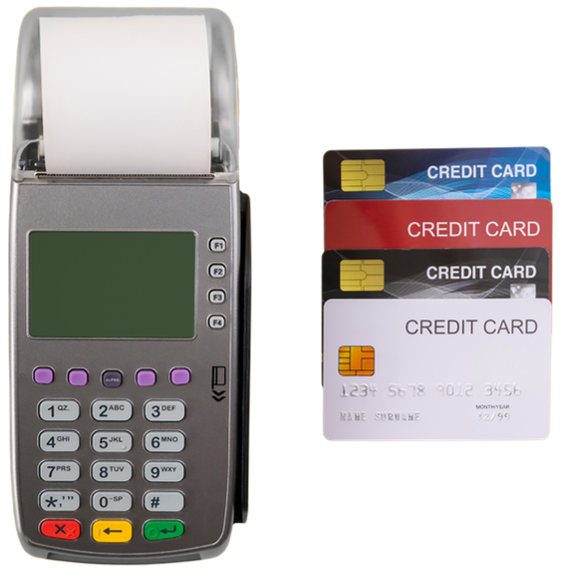 F1
F2
F3
F4
ALPHA
1 QZ.
2 ABC
3 DEF
4 GHI
5 JKL
6 MNO
7 PRS
8 TUV
9 WXY
*,'"
0 -SP
#
CREDIT CARD
CREDIT CARD
CREDIT CARD
CREDIT CARD
1234 5678 9012 3456
MONTH/YEAR
NAME SURNAME
12/99